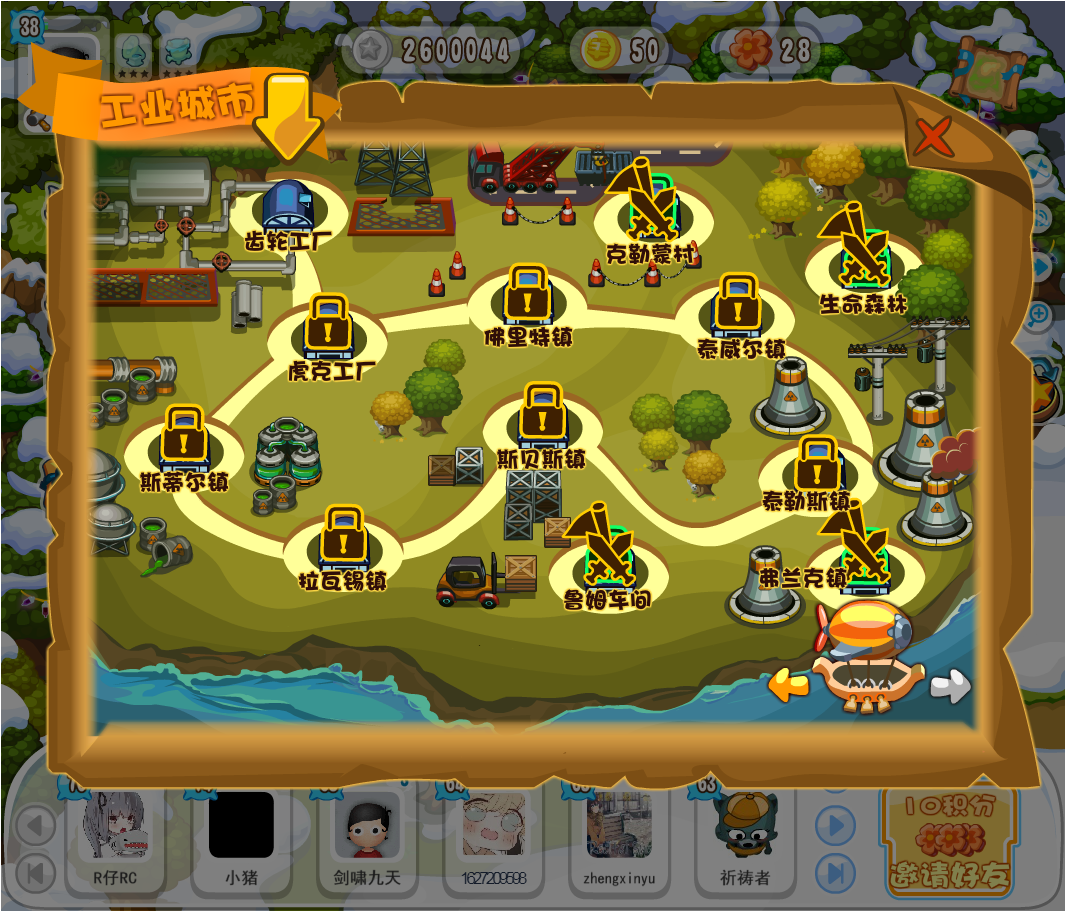 38
2600044
50
28
工业城市
齿轮工厂
克勒蒙村
生命森林
佛里特镇
泰威尔镇
虎克工厂
斯贝斯镇
斯蒂尔镇
泰勒斯镇
拉瓦锡镇
鲁姆车间
弗兰克镇
64
63
10积分
邀请好友
R仔RC
小猪
剑啸九天
1627209598
zhengxinyu
祈祷者